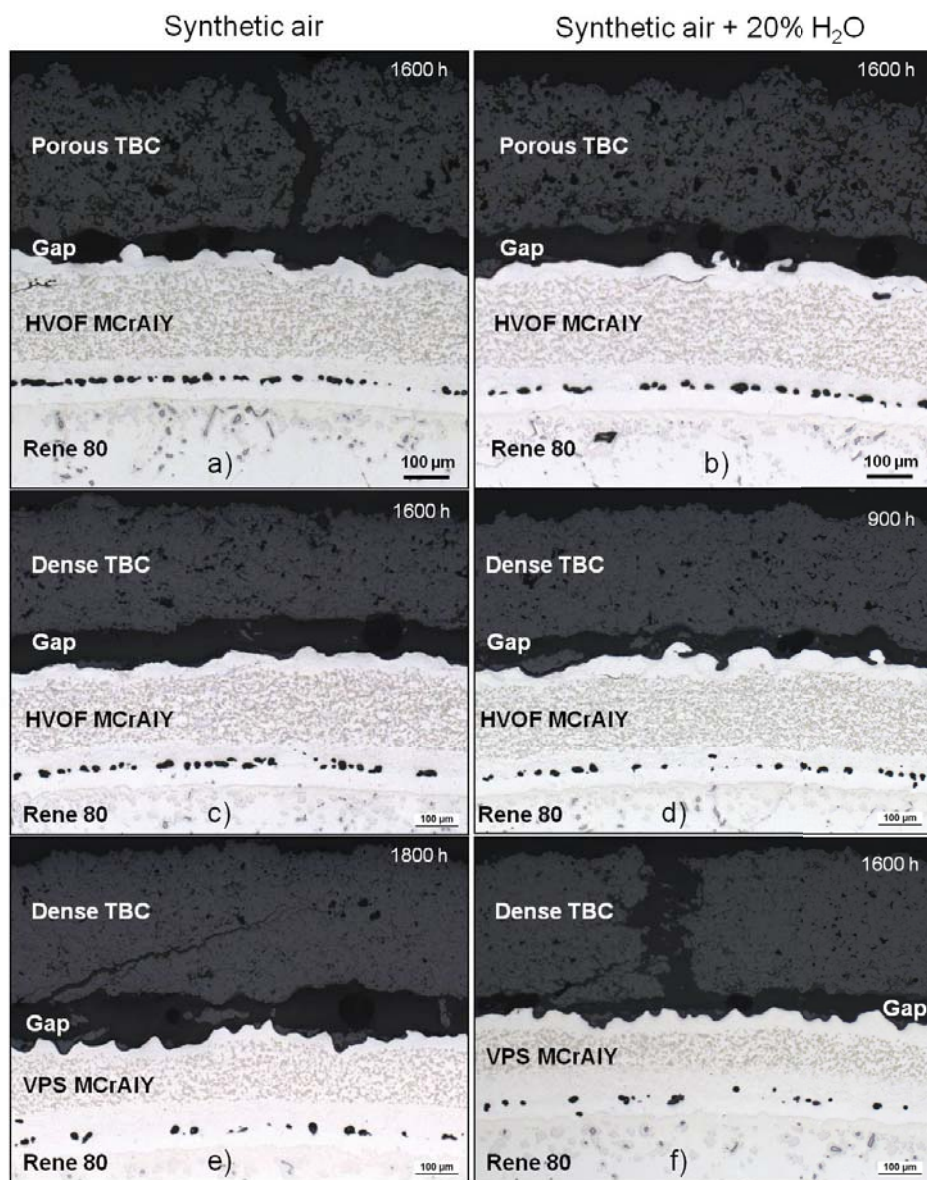 Synthetic air
Synthetic air + 20% H₂O
1600 h
Porous TBC
Gap
HVOF MCrAlY
Rene 80
a)
100 µm
1600 h
Porous TBC
Gap
HVOF MCrAlY
Rene 80
b)
100 µm
1600 h
Dense TBC
Gap
HVOF MCrAlY
Rene 80
c)
100 µm
900 h
Dense TBC
Gap
HVOF MCrAlY
Rene 80
d)
100 µm
1800 h
Dense TBC
Gap
VPS MCrAlY
Rene 80
e)
100 µm
1600 h
Dense TBC
Gap
VPS MCrAlY
Rene 80
f)
100 µm